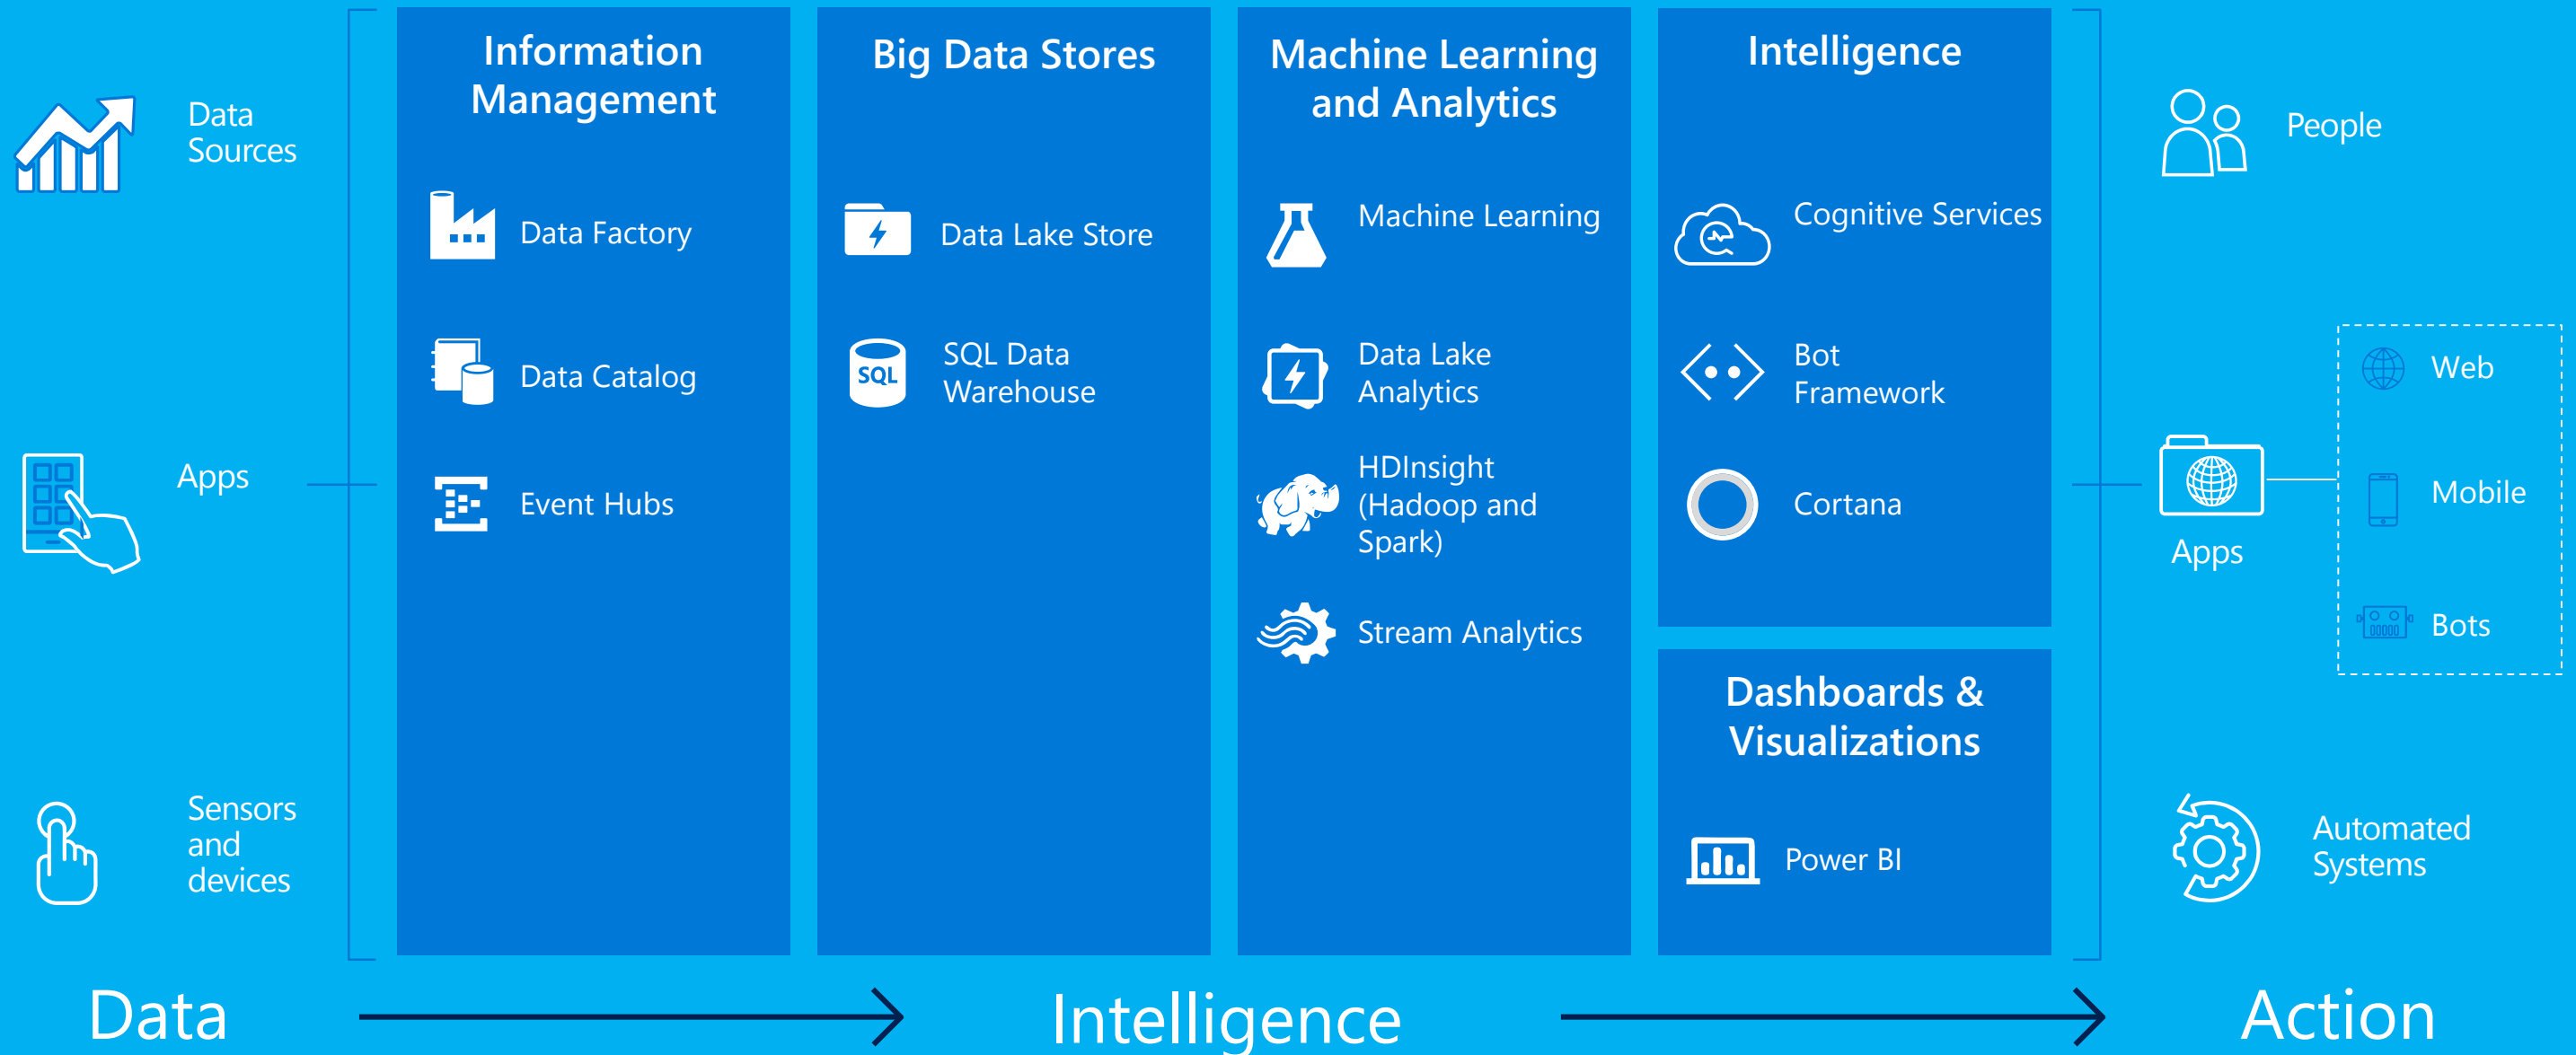 Data
Sources
Apps
Sensors
and
devices
Information
Management
Data Factory
Data Catalog
Event Hubs
Big Data Stores
Data Lake Store
SQL
SQL Data
Warehouse
Machine Learning
and Analytics
Machine Learning
Data Lake
Analytics
HDInsight
(Hadoop and
Spark)
Stream Analytics
Intelligence
Cognitive Services
Bot
Framework
Cortana
Dashboards &
Visualizations
Power BI
People
Apps
Web
Mobile
Bots
Automated
Systems
Data
Intelligence
Action